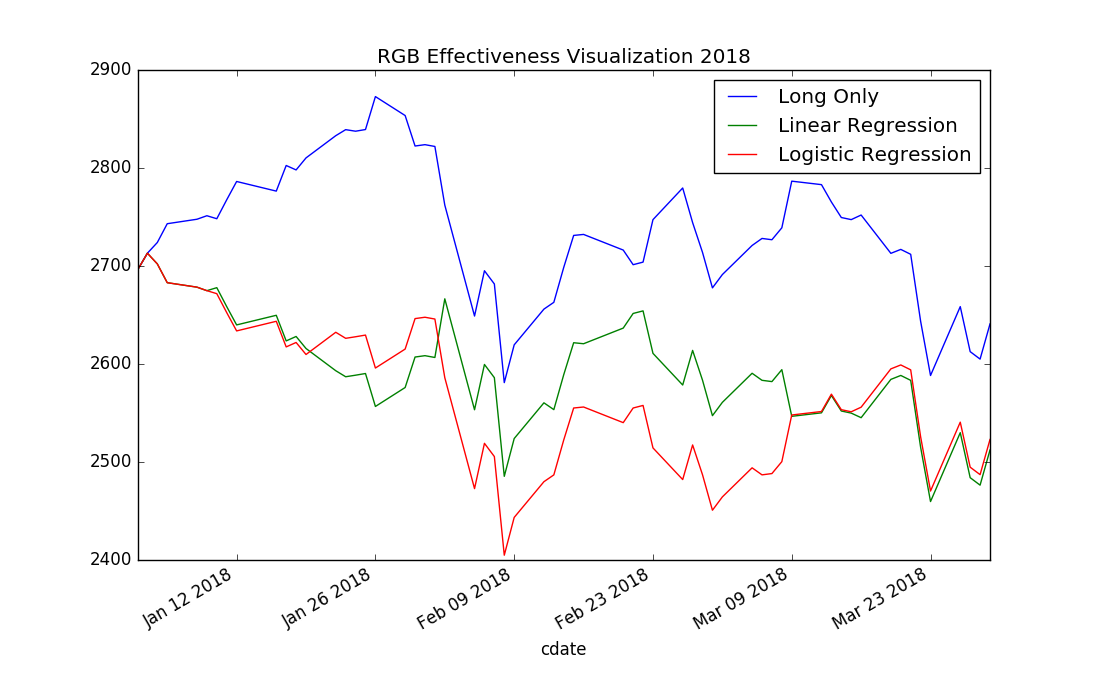 RGB Effectiveness Visualization 2018
Long Only
Linear Regression
Logistic Regression
2900
2800
2700
2600
2500
2400
Jan 12 2018
Jan 26 2018
Feb 09 2018
Feb 23 2018
Mar 09 2018
Mar 23 2018
cdate